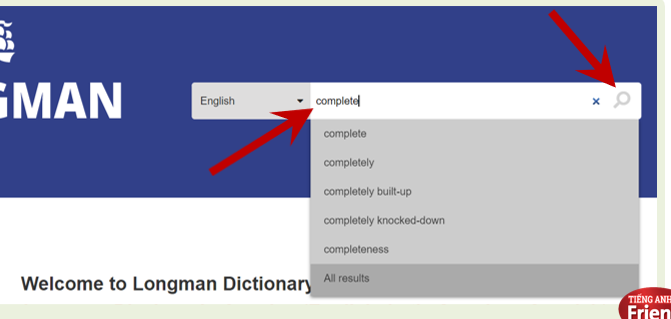 GMAN
English
complete
complete
completely
completely built-up
completely knocked-down
completeness
All results
Welcome to Longman Dictionary
TIẾNG ANH
Frien